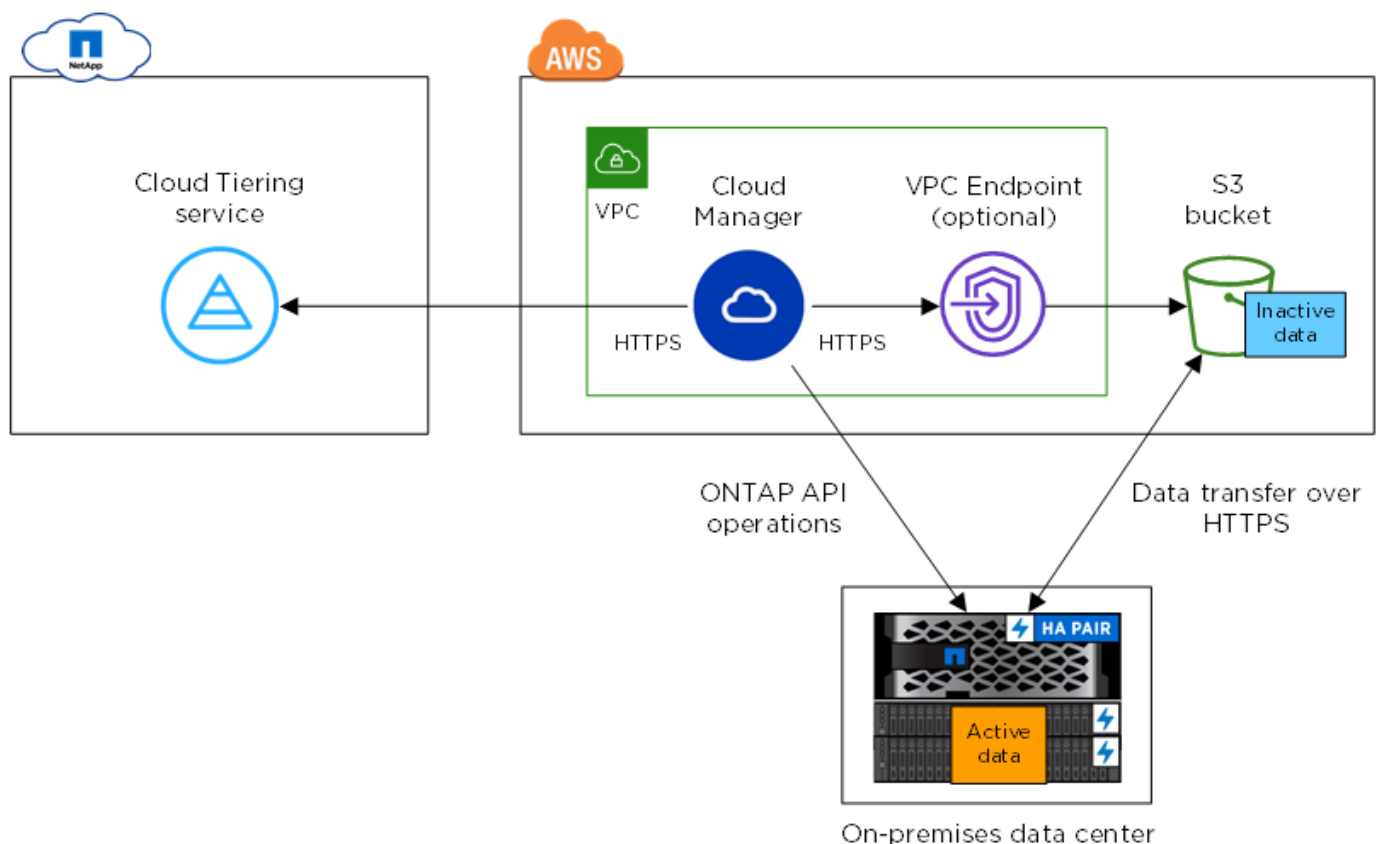 NetApp
AWS
Cloud Tiering
service
VPC
Cloud
Manager
VPC Endpoint
(optional)
S3
bucket
HTTPS
HTTPS
Inactive
data
ONTAP API
operations
Data transfer over
HTTPS
HA PAIR
Active
data
On-premises data center